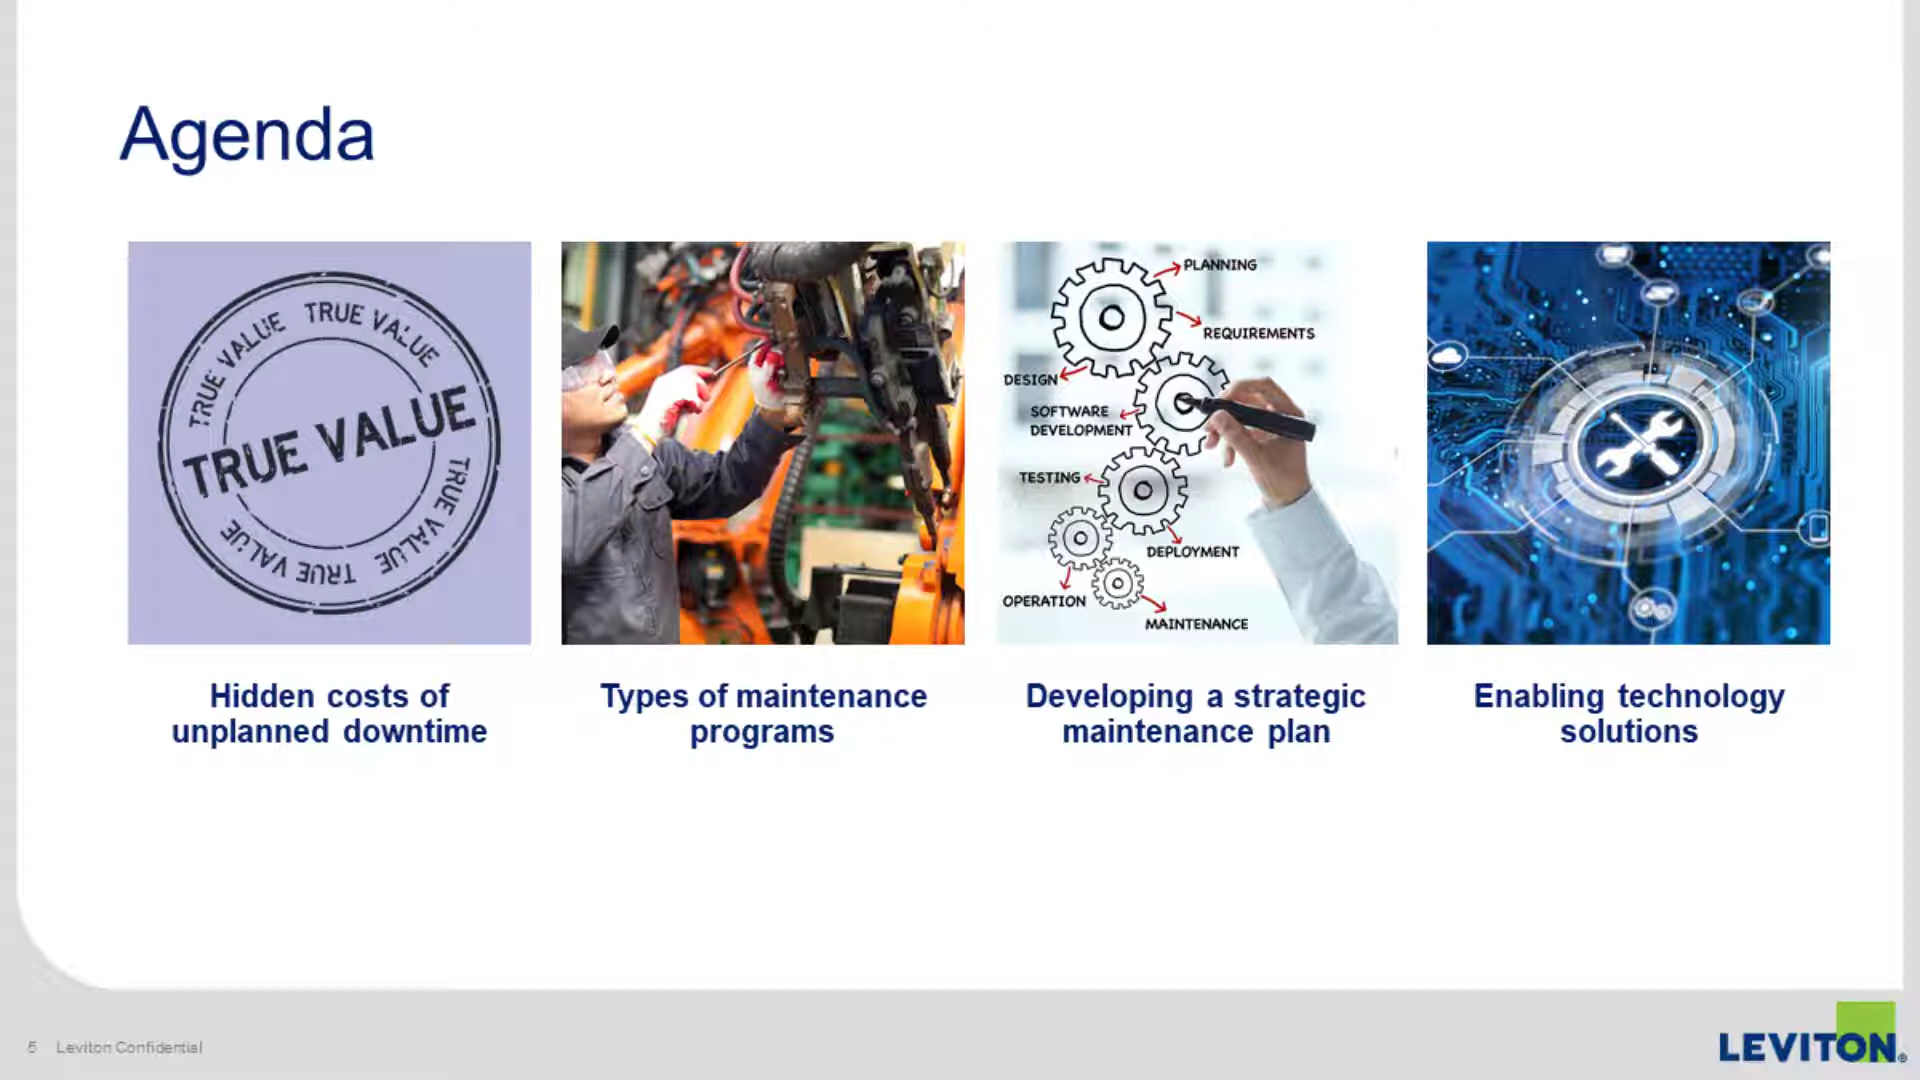 Agenda
TRUE VALUE
TRUE VALUE
TRUE VALUE
TRUE VALUE
TRUE VALUE
TRUE VALUE
PLANNING
REQUIREMENTS
DESIGN
SOFTWARE
DEVELOPMENT
TESTING
DEPLOYMENT
OPERATION
MAINTENANCE
Hidden costs of
unplanned downtime
Types of maintenance
programs
Developing a strategic
maintenance plan
Enabling technology
solutions
5 Leviton Confidential
LEVITON®